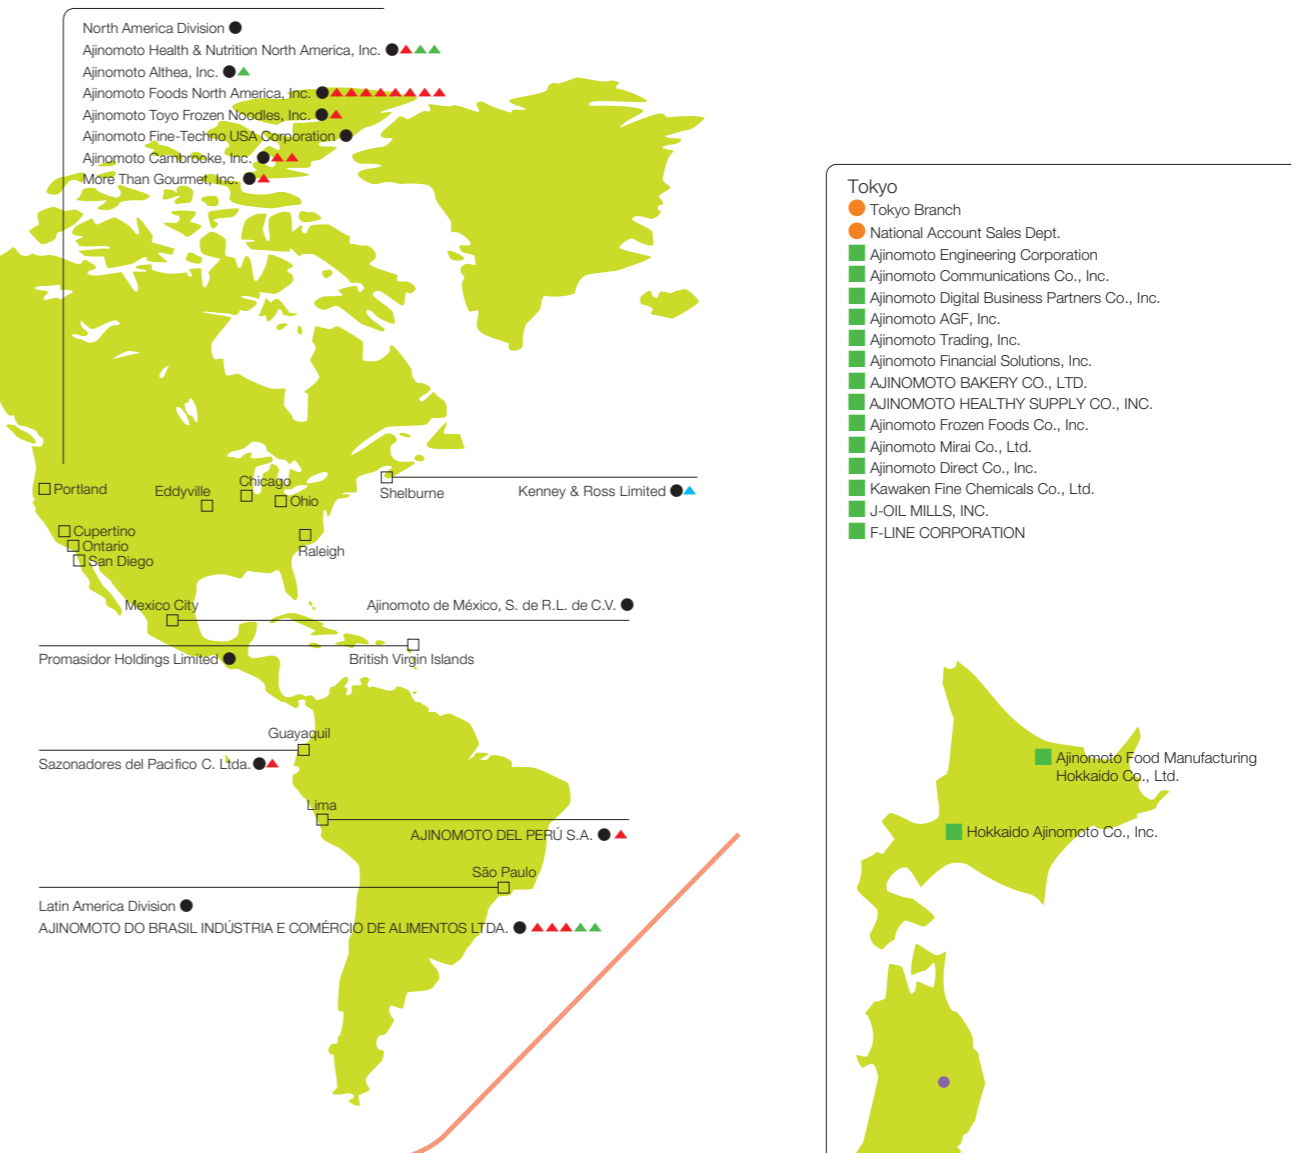 North America Division
Ajinomoto Health & Nutrition North America, Inc.
Ajinomoto Althea, Inc.
Ajinomoto Foods North America, Inc.
Ajinomoto Toyo Frozen Noodles, Inc.
Ajinomoto Fine-Techno USA Corporation
Ajinomoto Cambrooke, Inc.
More Than Gourmet, Inc.
Portland
Eddyville
Chicago
Ohio
Shelburne
Kenney & Ross Limited
Cupertino
Ontario
San Diego
Raleigh
Mexico City
Ajinomoto de México, S. de R.L. de C.V.
Promasidor Holdings Limited
British Virgin Islands
Guayaquil
Sazonadores del Pacifico C. Ltda.
Lima
AJINOMOTO DEL PERÚ S.A.
São Paulo
Latin America Division
AJINOMOTO DO BRASIL INDÚSTRIA E COMÉRCIO DE ALIMENTOS LTDA.
Tokyo
Tokyo Branch
National Account Sales Dept.
Ajinomoto Engineering Corporation
Ajinomoto Communications Co., Inc.
Ajinomoto Digital Business Partners Co., Inc.
Ajinomoto AGF, Inc.
Ajinomoto Trading, Inc.
Ajinomoto Financial Solutions, Inc.
AJINOMOTO BAKERY CO., LTD.
AJINOMOTO HEALTHY SUPPLY CO., INC.
Ajinomoto Frozen Foods Co., Inc.
Ajinomoto Mirai Co., Ltd.
Ajinomoto Direct Co., Inc.
Kawaken Fine Chemicals Co., Ltd.
J-OIL MILLS, INC.
F-LINE CORPORATION
Ajinomoto Food Manufacturing
Hokkaido Co., Ltd.
Hokkaido Ajinomoto Co., Inc.